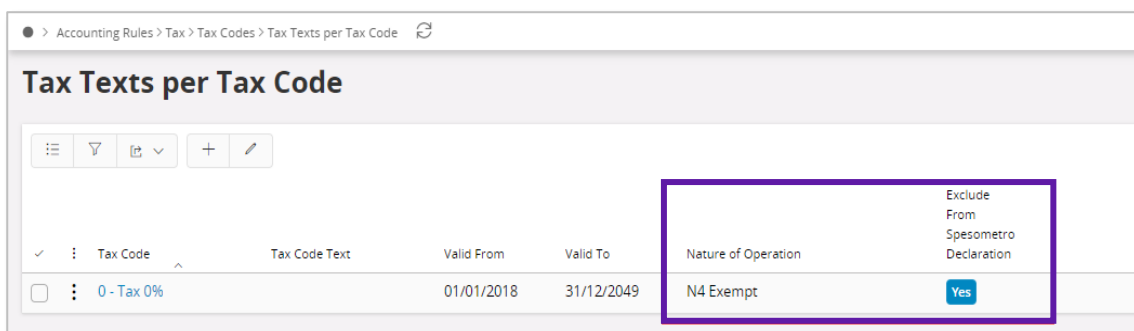 > Accounting Rules > Tax > Tax Codes > Tax Texts per Tax Code
Tax Texts per Tax Code
Exclude
From
Spesometro
Tax Code Tax Code Text Valid From Valid To Nature of Operation Declaration
0 - Tax 0% 01/01/2018 31/12/2049 N4 Exempt Yes